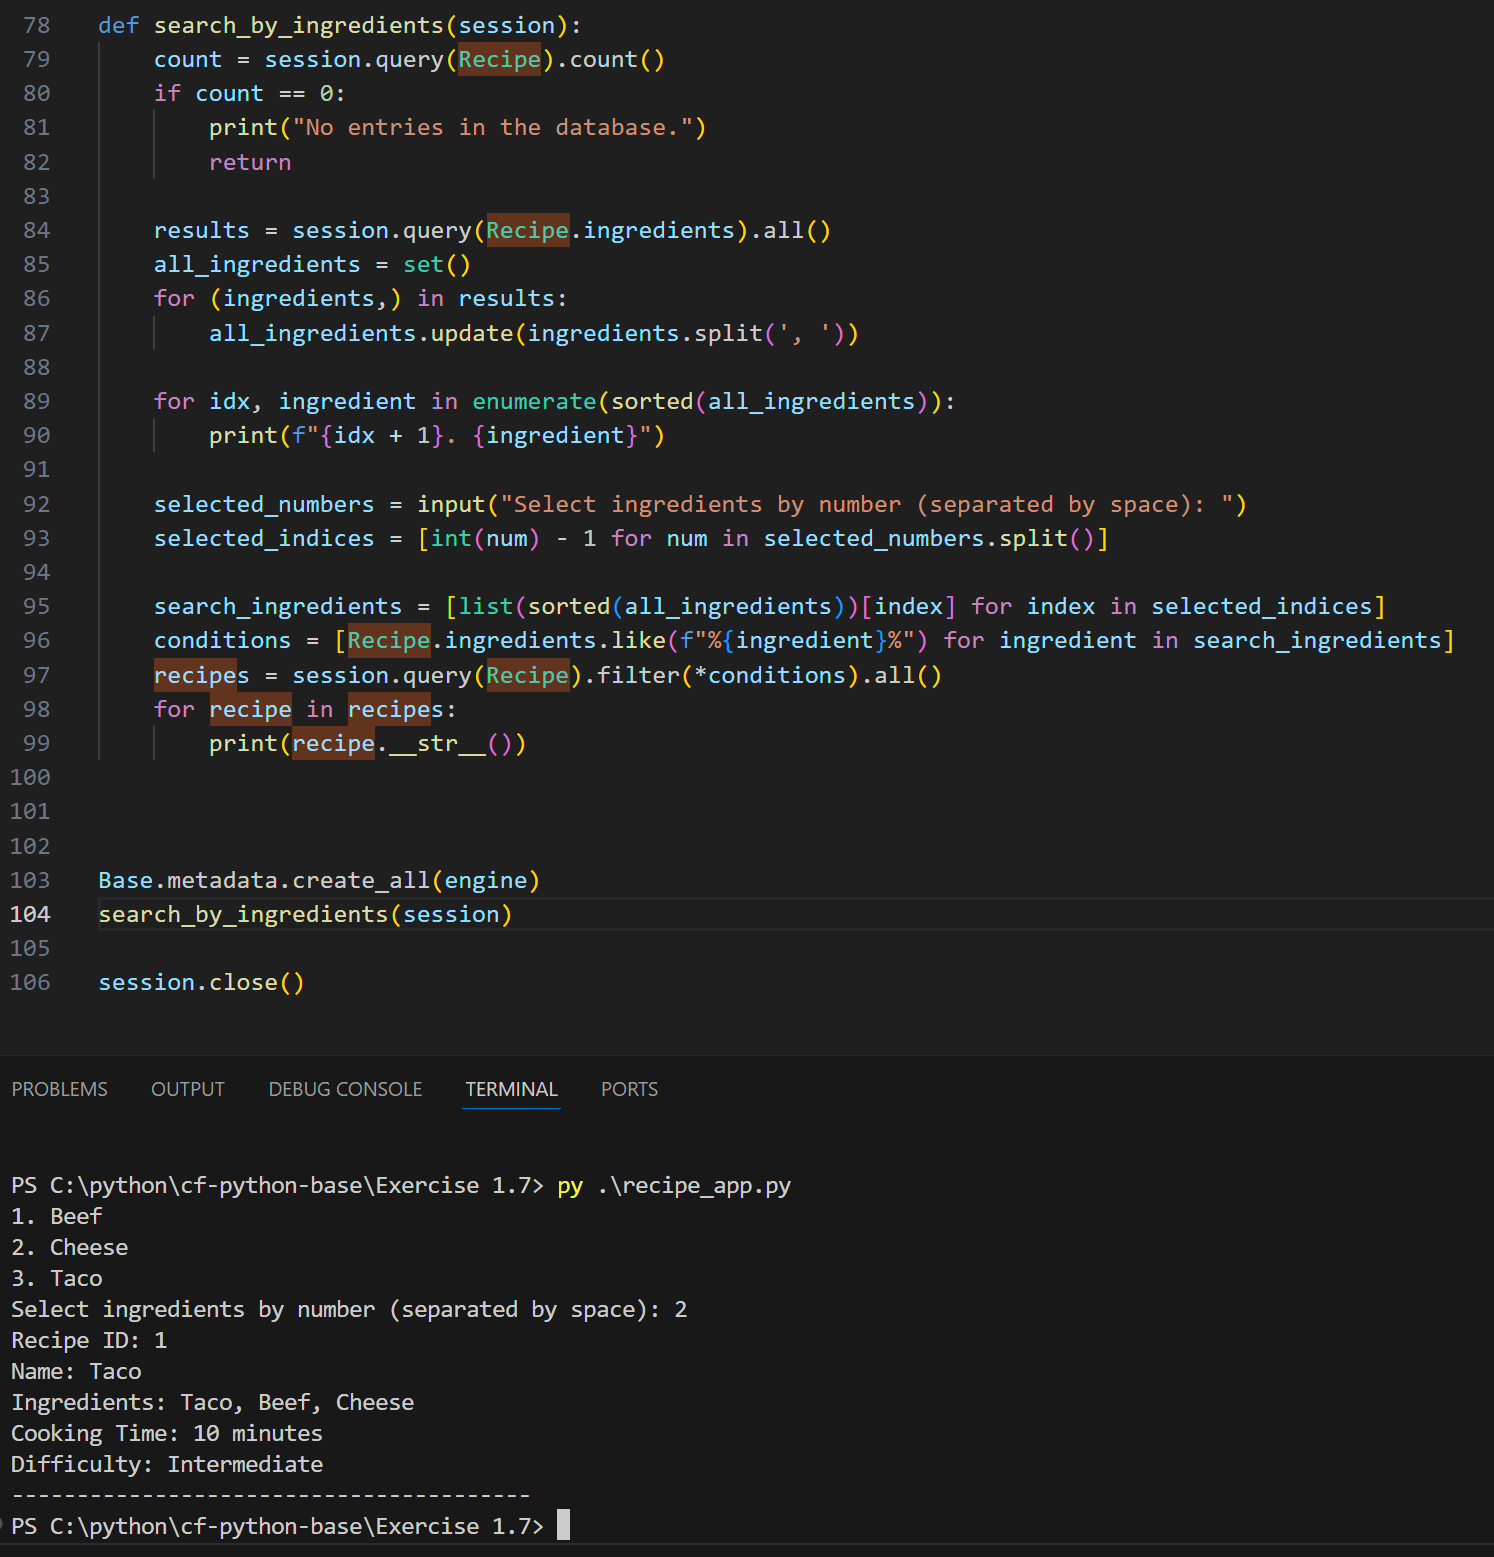 78 def search_by_ingredients(session):
79     count = session.query(Recipe).count()
80     if count == 0:
81         print("No entries in the database.")
82         return
83
84     results = session.query(Recipe.ingredients).all()
85     all_ingredients = set()
86     for (ingredients,) in results:
87         all_ingredients.update(ingredients.split(', '))
88
89     for idx, ingredient in enumerate(sorted(all_ingredients)):
90         print(f"{idx + 1}. {ingredient}")
91
92     selected_numbers = input("Select ingredients by number (separated by space): ")
93     selected_indices = [int(num) - 1 for num in selected_numbers.split()]
94
95     search_ingredients = [list(sorted(all_ingredients))[index] for index in selected_indices]
96     conditions = [Recipe.ingredients.like(f"%{ingredient}%") for ingredient in search_ingredients]
97     recipes = session.query(Recipe).filter(*conditions).all()
98     for recipe in recipes:
99         print(recipe.__str__())
100
101
102
103 Base.metadata.create_all(engine)
104 search_by_ingredients(session)
105
106 session.close()
PROBLEMS OUTPUT DEBUG CONSOLE TERMINAL PORTS
PS C:\python\cf-python-base\Exercise 1.7> py .\recipe_app.py
1. Beef
2. Cheese
3. Taco
Select ingredients by number (separated by space): 2
Recipe ID: 1
Name: Taco
Ingredients: Taco, Beef, Cheese
Cooking Time: 10 minutes
Difficulty: Intermediate
----------------------------------------
PS C:\python\cf-python-base\Exercise 1.7>